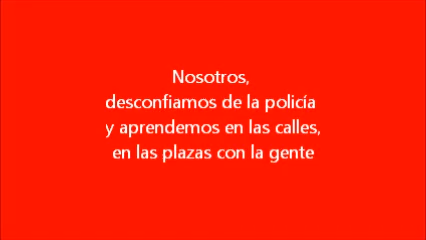 Nosotros,
desconfiamos de la policía
y aprendemos en las calles,
en las plazas con la gente